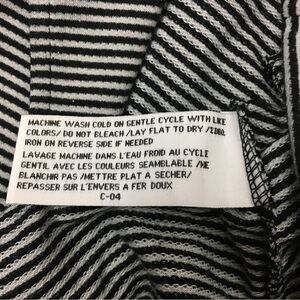 MACHINE WASH COLD ON GENTLE CYCLE WITH LIKE
COLORS/ DO NOT BLEACH/LAY FLAT TO DRY /COOL
IRON ON REVERSE SIDE IF NEEDED
LAVAGE MACHINE DANS L'EAU FROID AU CYCLE
GENTIL AVEC LES COULEURS SEAMBLABLE /NE
BLANCHIR PAS /METTRE PLAT A SECHER/
REPASSER SUR L'ENVERS A FER DOUX
C-04